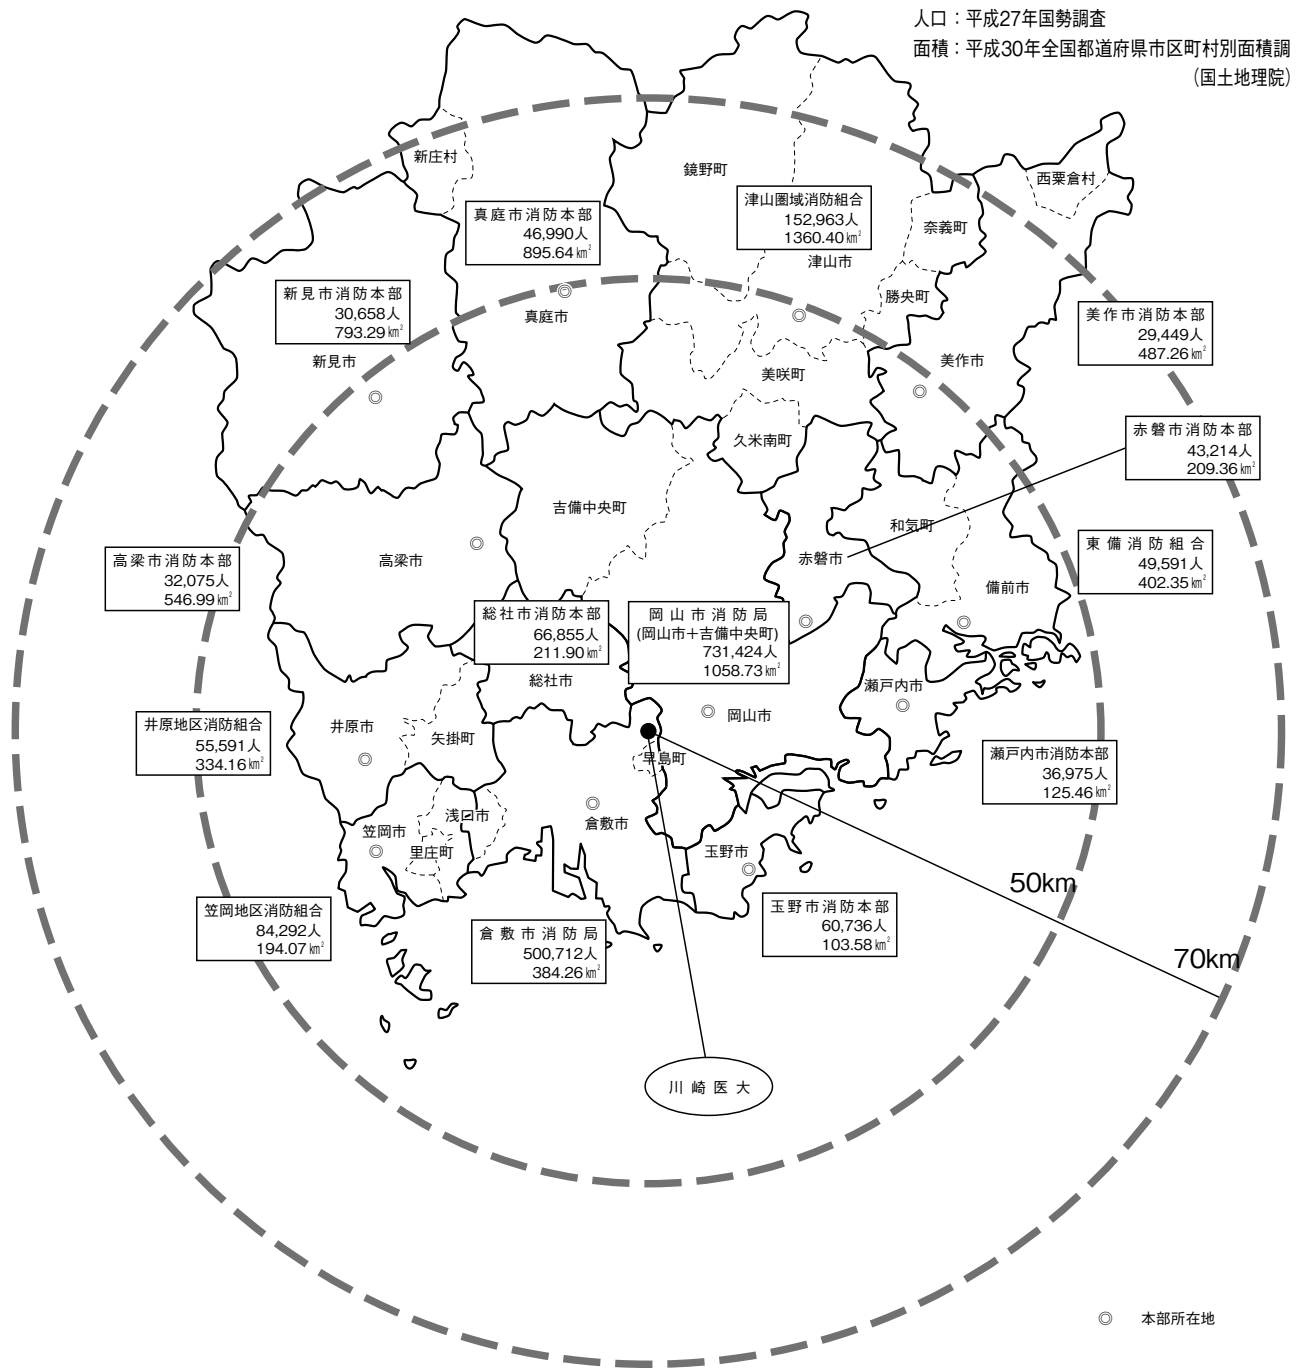 人口：平成27年国勢調査
面積：平成30年全国都道府県市区町村別面積調
(国土地理院)
新庄村
鏡野町
西粟倉村
真庭市消防本部
46,990人
895.64㎢
津山圏域消防組合
152,963人
1360.40㎢
奈義町
津山市
新見市消防本部
30,658人
793.29㎢
新見市
真庭市
勝央町
美作市消防本部
29,449人
487.26㎢
美咲町
美作市
久米南町
赤磐市消防本部
43,214人
209.36㎢
吉備中央町
和気町
高梁市
赤磐市
備前市
東備消防組合
49,591人
402.35㎢
高梁市消防本部
32,075人
546.99㎢
総社市消防本部
66,855人
211.90㎢
総社市
岡山市消防局
(岡山市＋吉備中央町)
731,424人
1058.73㎢
瀬戸内市
岡山市
井原地区消防組合
55,591人
334.16㎢
井原市
矢掛町
早島町
瀬戸内市消防本部
36,975人
125.46㎢
浅口市
笠岡市
里庄町
倉敷市
玉野市
50km
70km
笠岡地区消防組合
84,292人
194.07㎢
倉敷市消防局
500,712人
384.26㎢
玉野市消防本部
60,736人
103.58㎢
川崎医大
◎ 本部所在地